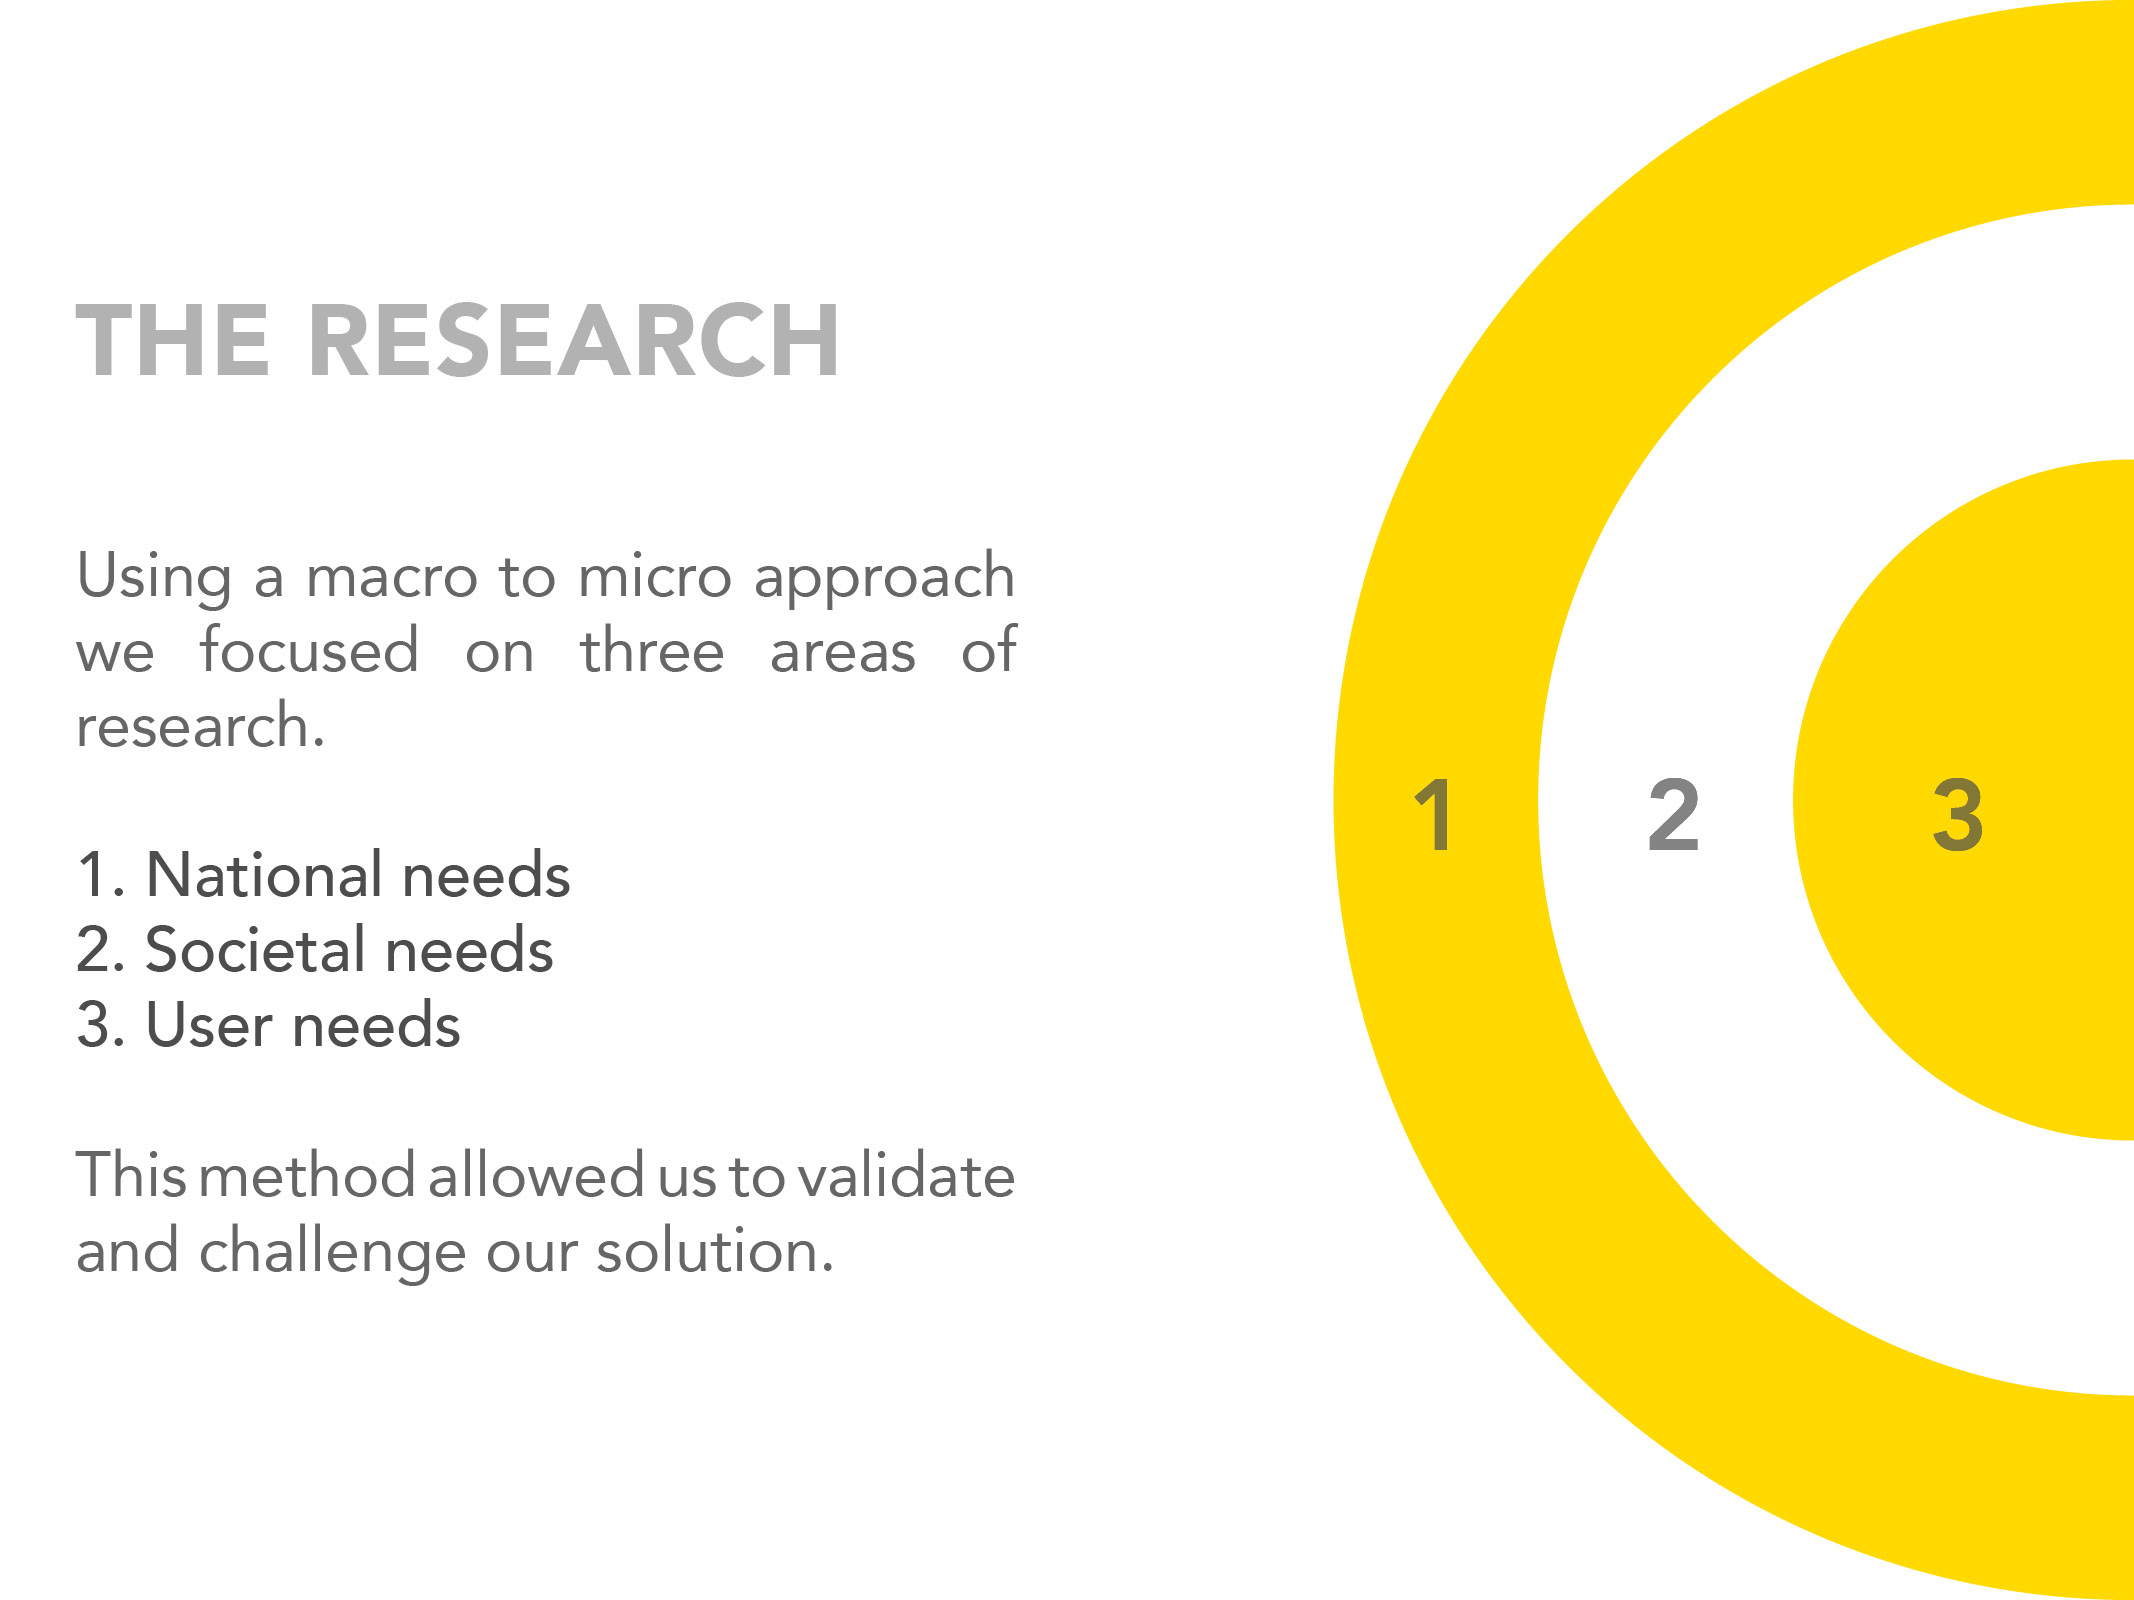 THE RESEARCH
Using a macro to micro approach
we focused on three areas of
research.
1. National needs
2. Societal needs
3. User needs
This method allowed us to validate
and challenge our solution.
1 2 3